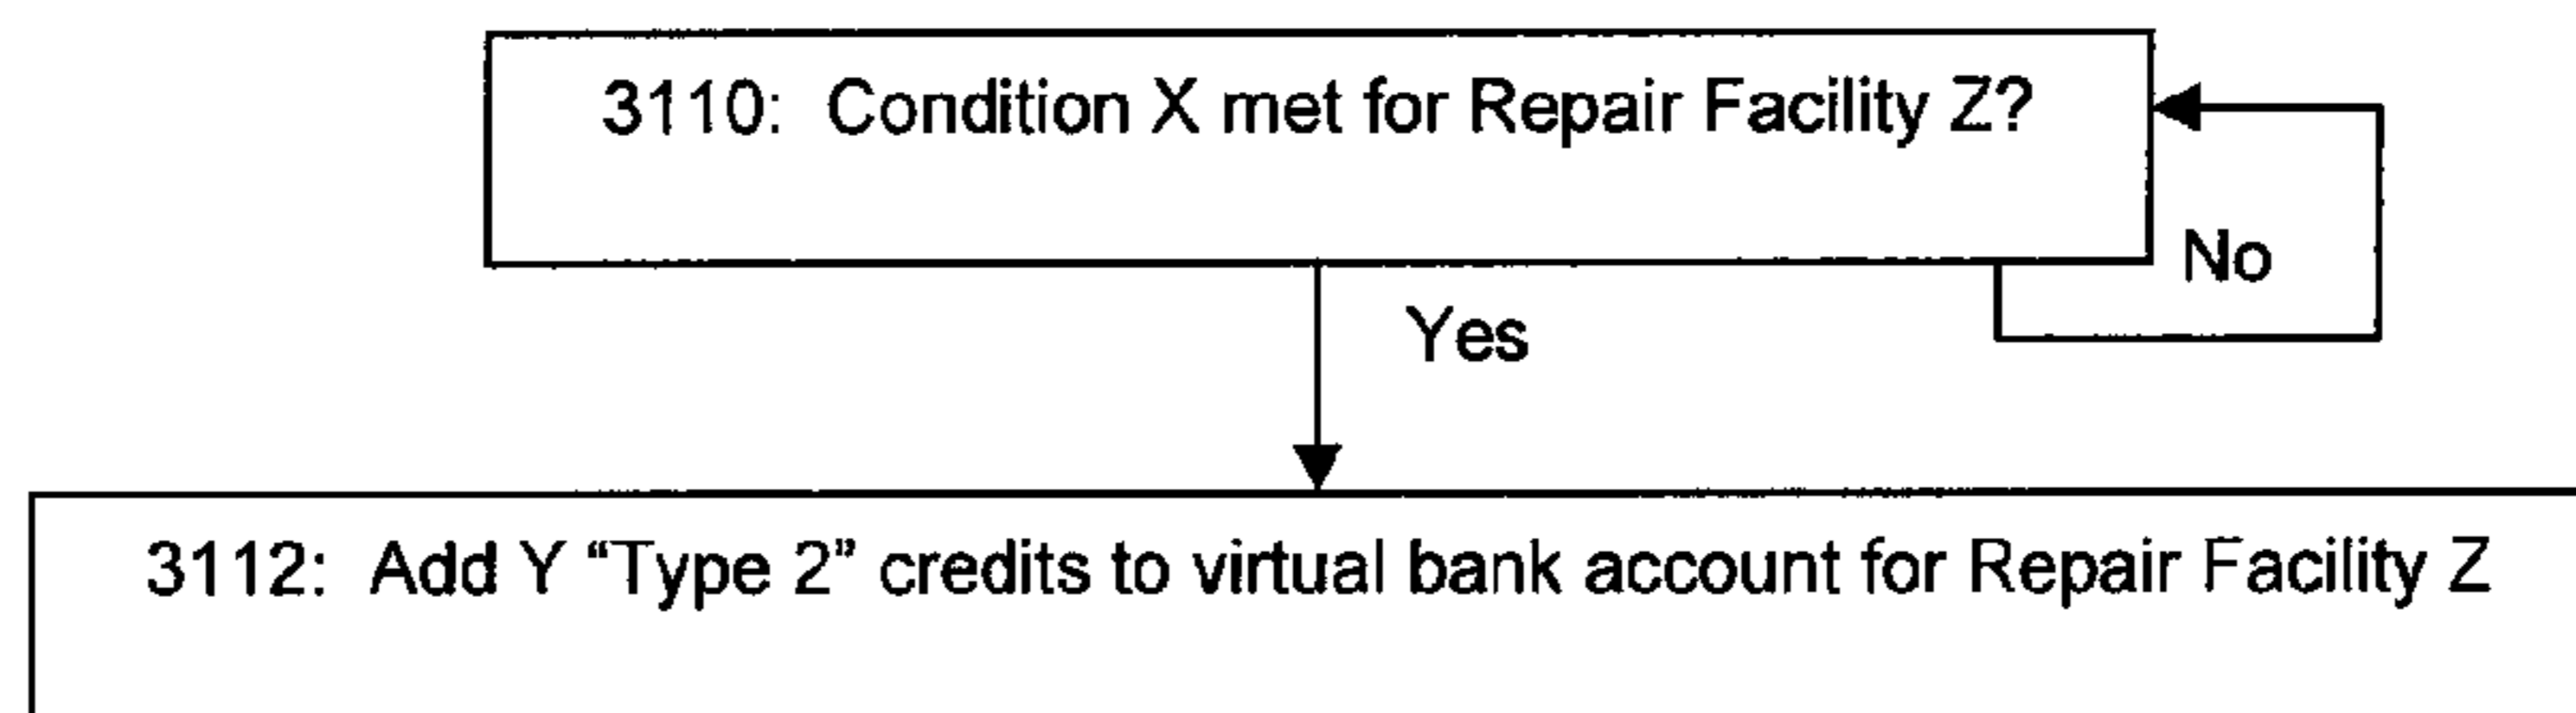 3110: Condition X met for Repair Facility Z?
No
Yes
3112: Add Y “Type 2” credits to virtual bank account for Repair Facility Z